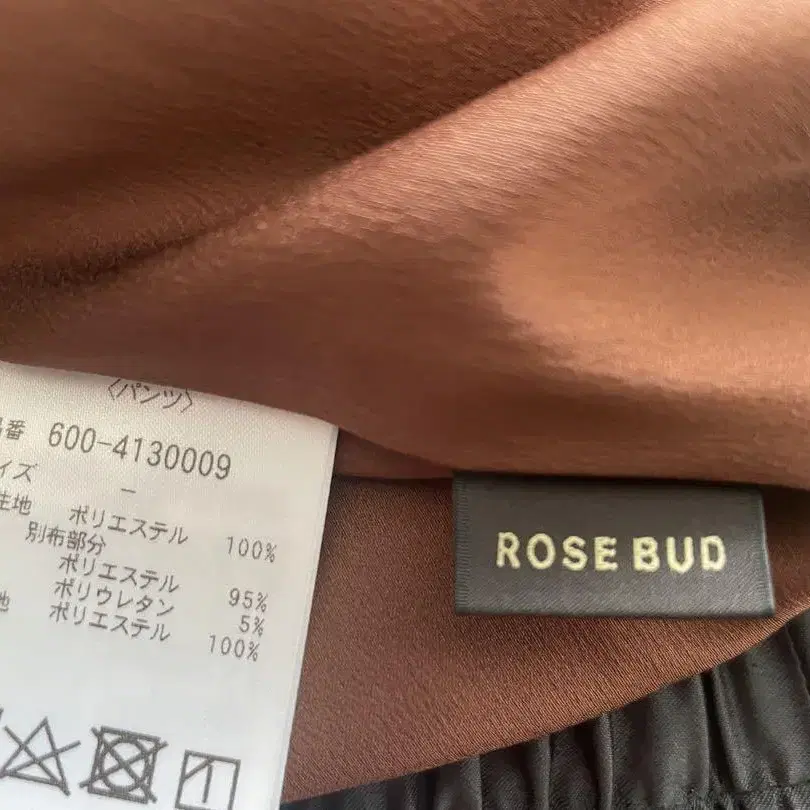 〈パンツ〉
品番 600-4130009
イズ －
生地 ポリエステル 100%
別布部分
ポリエステル 95%
ポリウレタン 5%
地 ポリエステル 100%
ROSE BUD